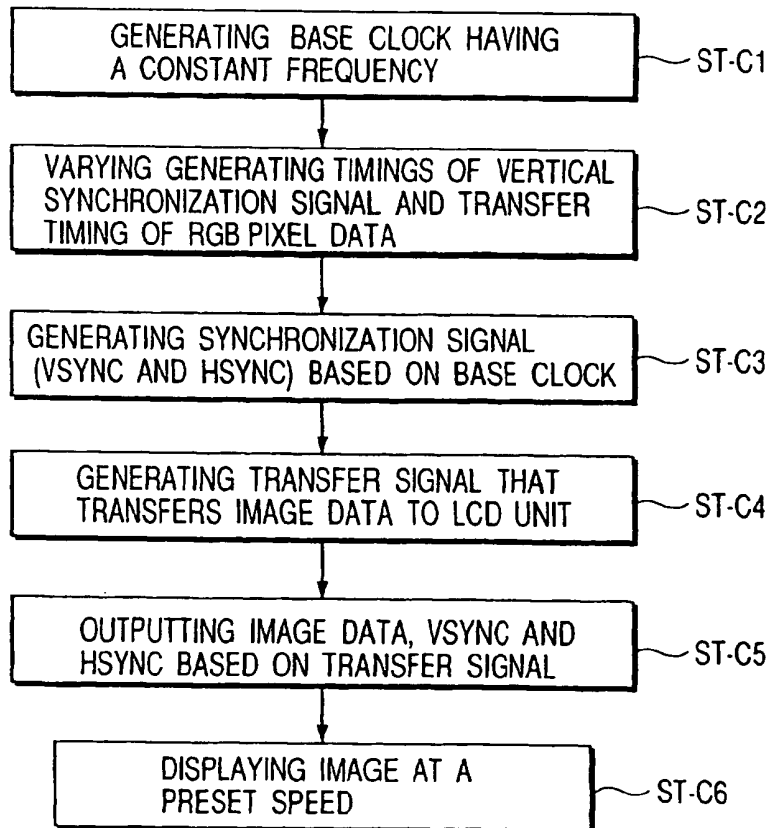 GENERATING BASE CLOCK HAVING
A CONSTANT FREQUENCY
ST-C1
VARYING GENERATING TIMINGS OF VERTICAL
SYNCHRONIZATION SIGNAL AND TRANSFER
TIMING OF RGB PIXEL DATA
ST-C2
GENERATING SYNCHRONIZATION SIGNAL
(VSYNC AND HSYNC) BASED ON BASE CLOCK
ST-C3
GENERATING TRANSFER SIGNAL THAT
TRANSFERS IMAGE DATA TO LCD UNIT
ST-C4
OUTPUTTING IMAGE DATA, VSYNC AND
HSYNC BASED ON TRANSFER SIGNAL
ST-C5
DISPLAYING IMAGE AT A
PRESET SPEED
ST-C6